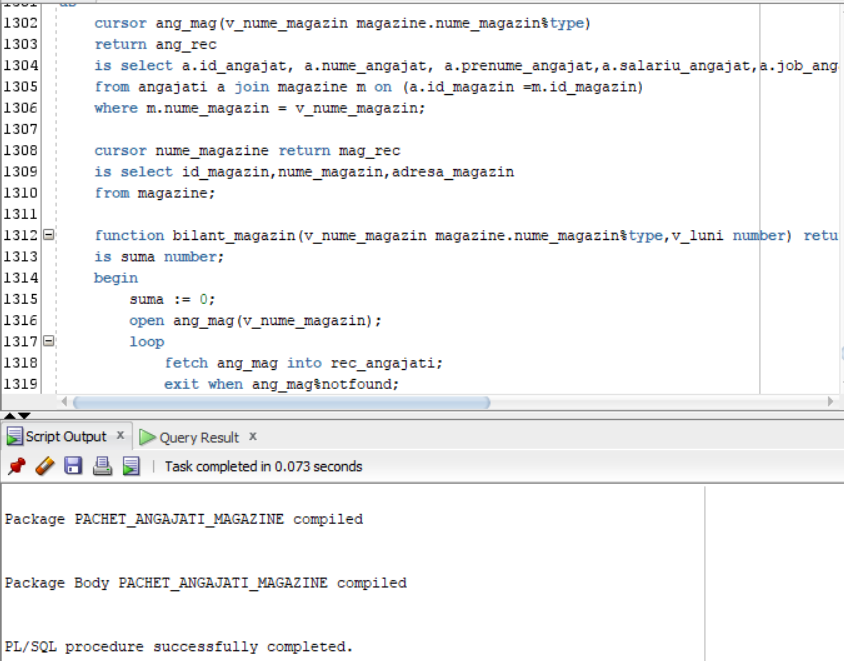 1302 cursor ang_mag(v_nume_magazin magazine.nume_magazin%type)
1303 return ang_rec
1304 is select a.id_angajat, a.nume_angajat, a.prenume_angajat,a.salariu_angajat,a.job_ang
1305 from angajati a join magazine m on (a.id_magazin =m.id_magazin)
1306 where m.nume_magazin = v_nume_magazin;
1307
1308 cursor nume_magazine return mag_rec
1309 is select id_magazin,nume_magazin,adresa_magazin
1310 from magazine;
1311
1312 function bilant_magazin(v_nume_magazin magazine.nume_magazin%type,v_luni number) retu
1313 is suma number;
1314 begin
1315 suma := 0;
1316 open ang_mag(v_nume_magazin);
1317 loop
1318 fetch ang_mag into rec_angajati;
1319 exit when ang_mag%notfound;
Script Output x Query Result x
Task completed in 0.073 seconds
Package PACHET_ANGAJATI_MAGAZINE compiled
Package Body PACHET_ANGAJATI_MAGAZINE compiled
PL/SQL procedure successfully completed.